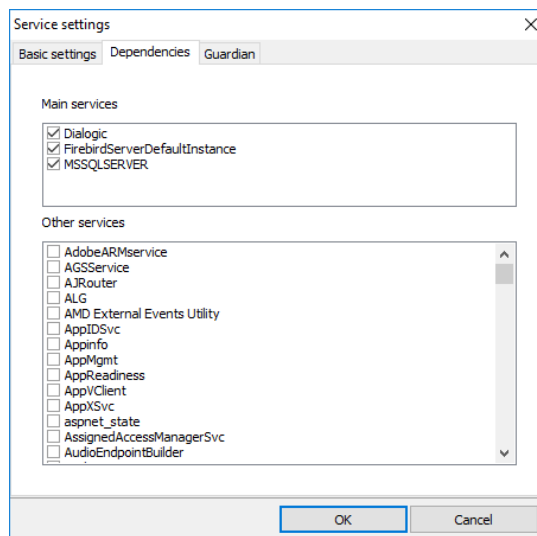 Service settings
Basic settings Dependencies Guardian
Main services
Dialogic
FirebirdServerDefaultInstance
MSSQLSERVER
Other services
AdobeARMservice
AGSService
AJRouter
ALG
AMD External Events Utility
AppIDSvc
Appinfo
AppMgmt
AppReadiness
AppVClient
AppXSvc
aspnet_state
AssignedAccessManagerSvc
AudioEndpointBuilder
OK Cancel